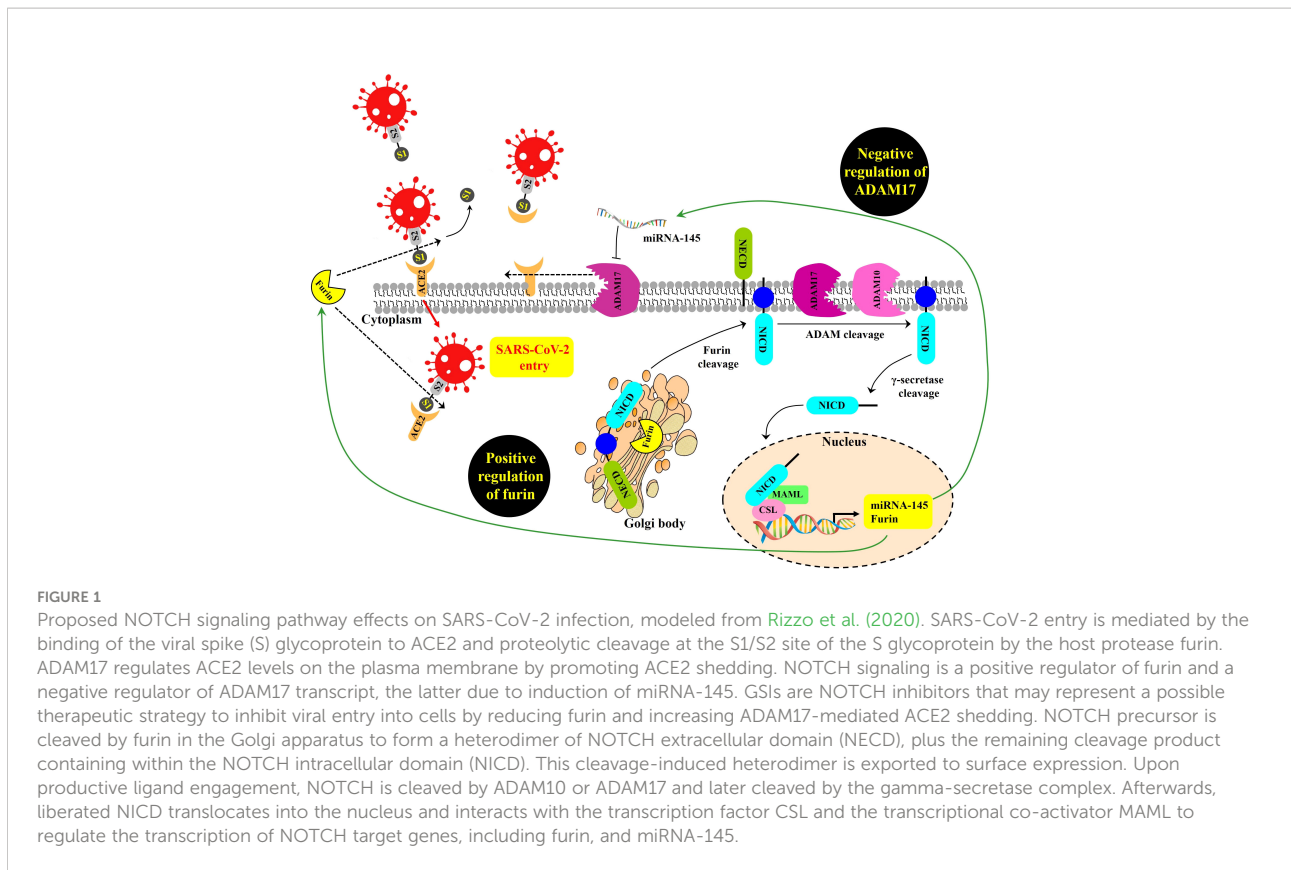 S2
S1
S2
S1
S2
S1
S1
ACE2
Furin
Cytoplasm
SARS-CoV-2
entry
S2
S1
ACE2
miRNA-145
ADAM17
Negative
regulation of
ADAM17
NECD
NICD
ADAM17
ADAM10
NICD
Furin
cleavage
ADAM cleavage
γ-secretase
cleavage
NICD
Positive
regulation
of furin
NICD
Furin
NECD
Golgi body
Nucleus
NICD
MAML
CSL
miRNA-145
Furin
FIGURE 1
Proposed NOTCH signaling pathway effects on SARS-CoV-2 infection, modeled from Rizzo et al. (2020). SARS-CoV-2 entry is mediated by the
binding of the viral spike (S) glycoprotein to ACE2 and proteolytic cleavage at the S1/S2 site of the S glycoprotein by the host protease furin.
ADAM17 regulates ACE2 levels on the plasma membrane by promoting ACE2 shedding. NOTCH signaling is a positive regulator of furin and a
negative regulator of ADAM17 transcript, the latter due to induction of miRNA-145. GSIs are NOTCH inhibitors that may represent a possible
therapeutic strategy to inhibit viral entry into cells by reducing furin and increasing ADAM17-mediated ACE2 shedding. NOTCH precursor is
cleaved by furin in the Golgi apparatus to form a heterodimer of NOTCH extracellular domain (NECD), plus the remaining cleavage product
containing within the NOTCH intracellular domain (NICD). This cleavage-induced heterodimer is exported to surface expression. Upon
productive ligand engagement, NOTCH is cleaved by ADAM10 or ADAM17 and later cleaved by the gamma-secretase complex. Afterwards,
liberated NICD translocates into the nucleus and interacts with the transcription factor CSL and the transcriptional co-activator MAML to
regulate the transcription of NOTCH target genes, including furin, and miRNA-145.